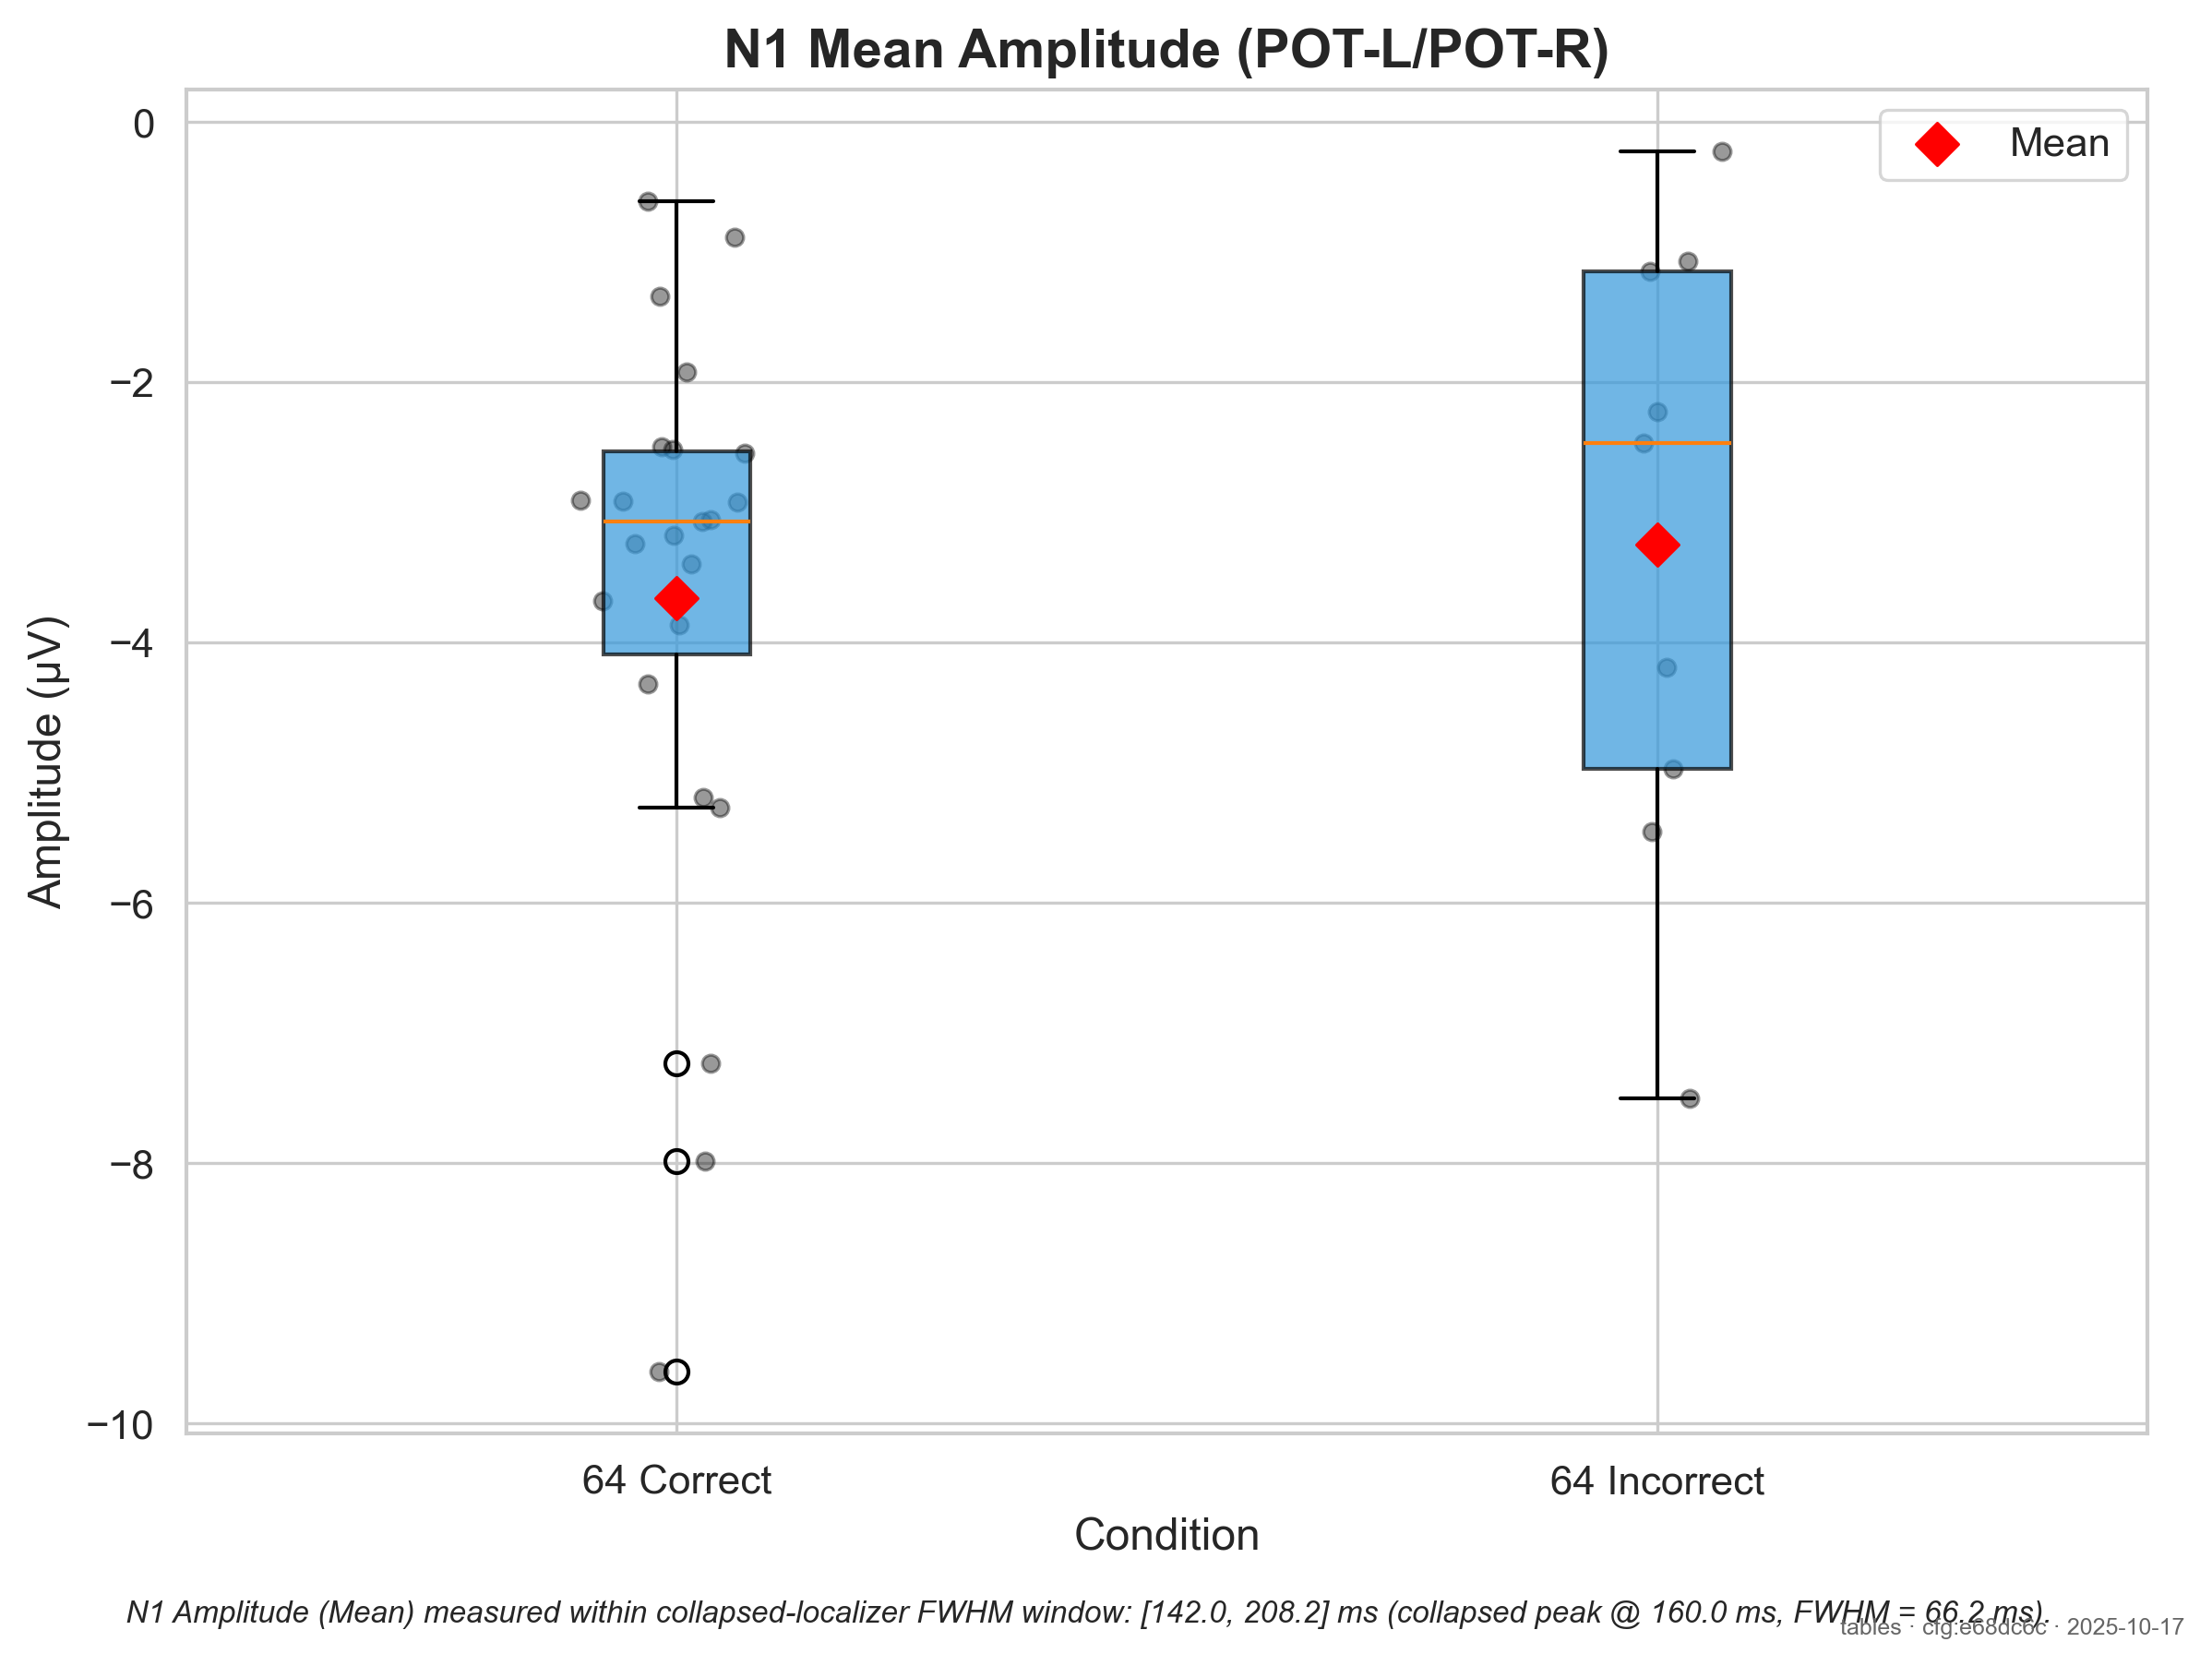 N1 Mean Amplitude (POT-L/POT-R)
Mean
0
−2
−4
−6
−8
−10
Amplitude (µV)
64 Correct
64 Incorrect
Condition
N1 Amplitude (Mean) measured within collapsed-localizer FWHM window: [142.0, 208.2] ms (collapsed peak @ 160.0 ms, FWHM = 66.2 ms).
tables · cfg:e68dc6c · 2025-10-17